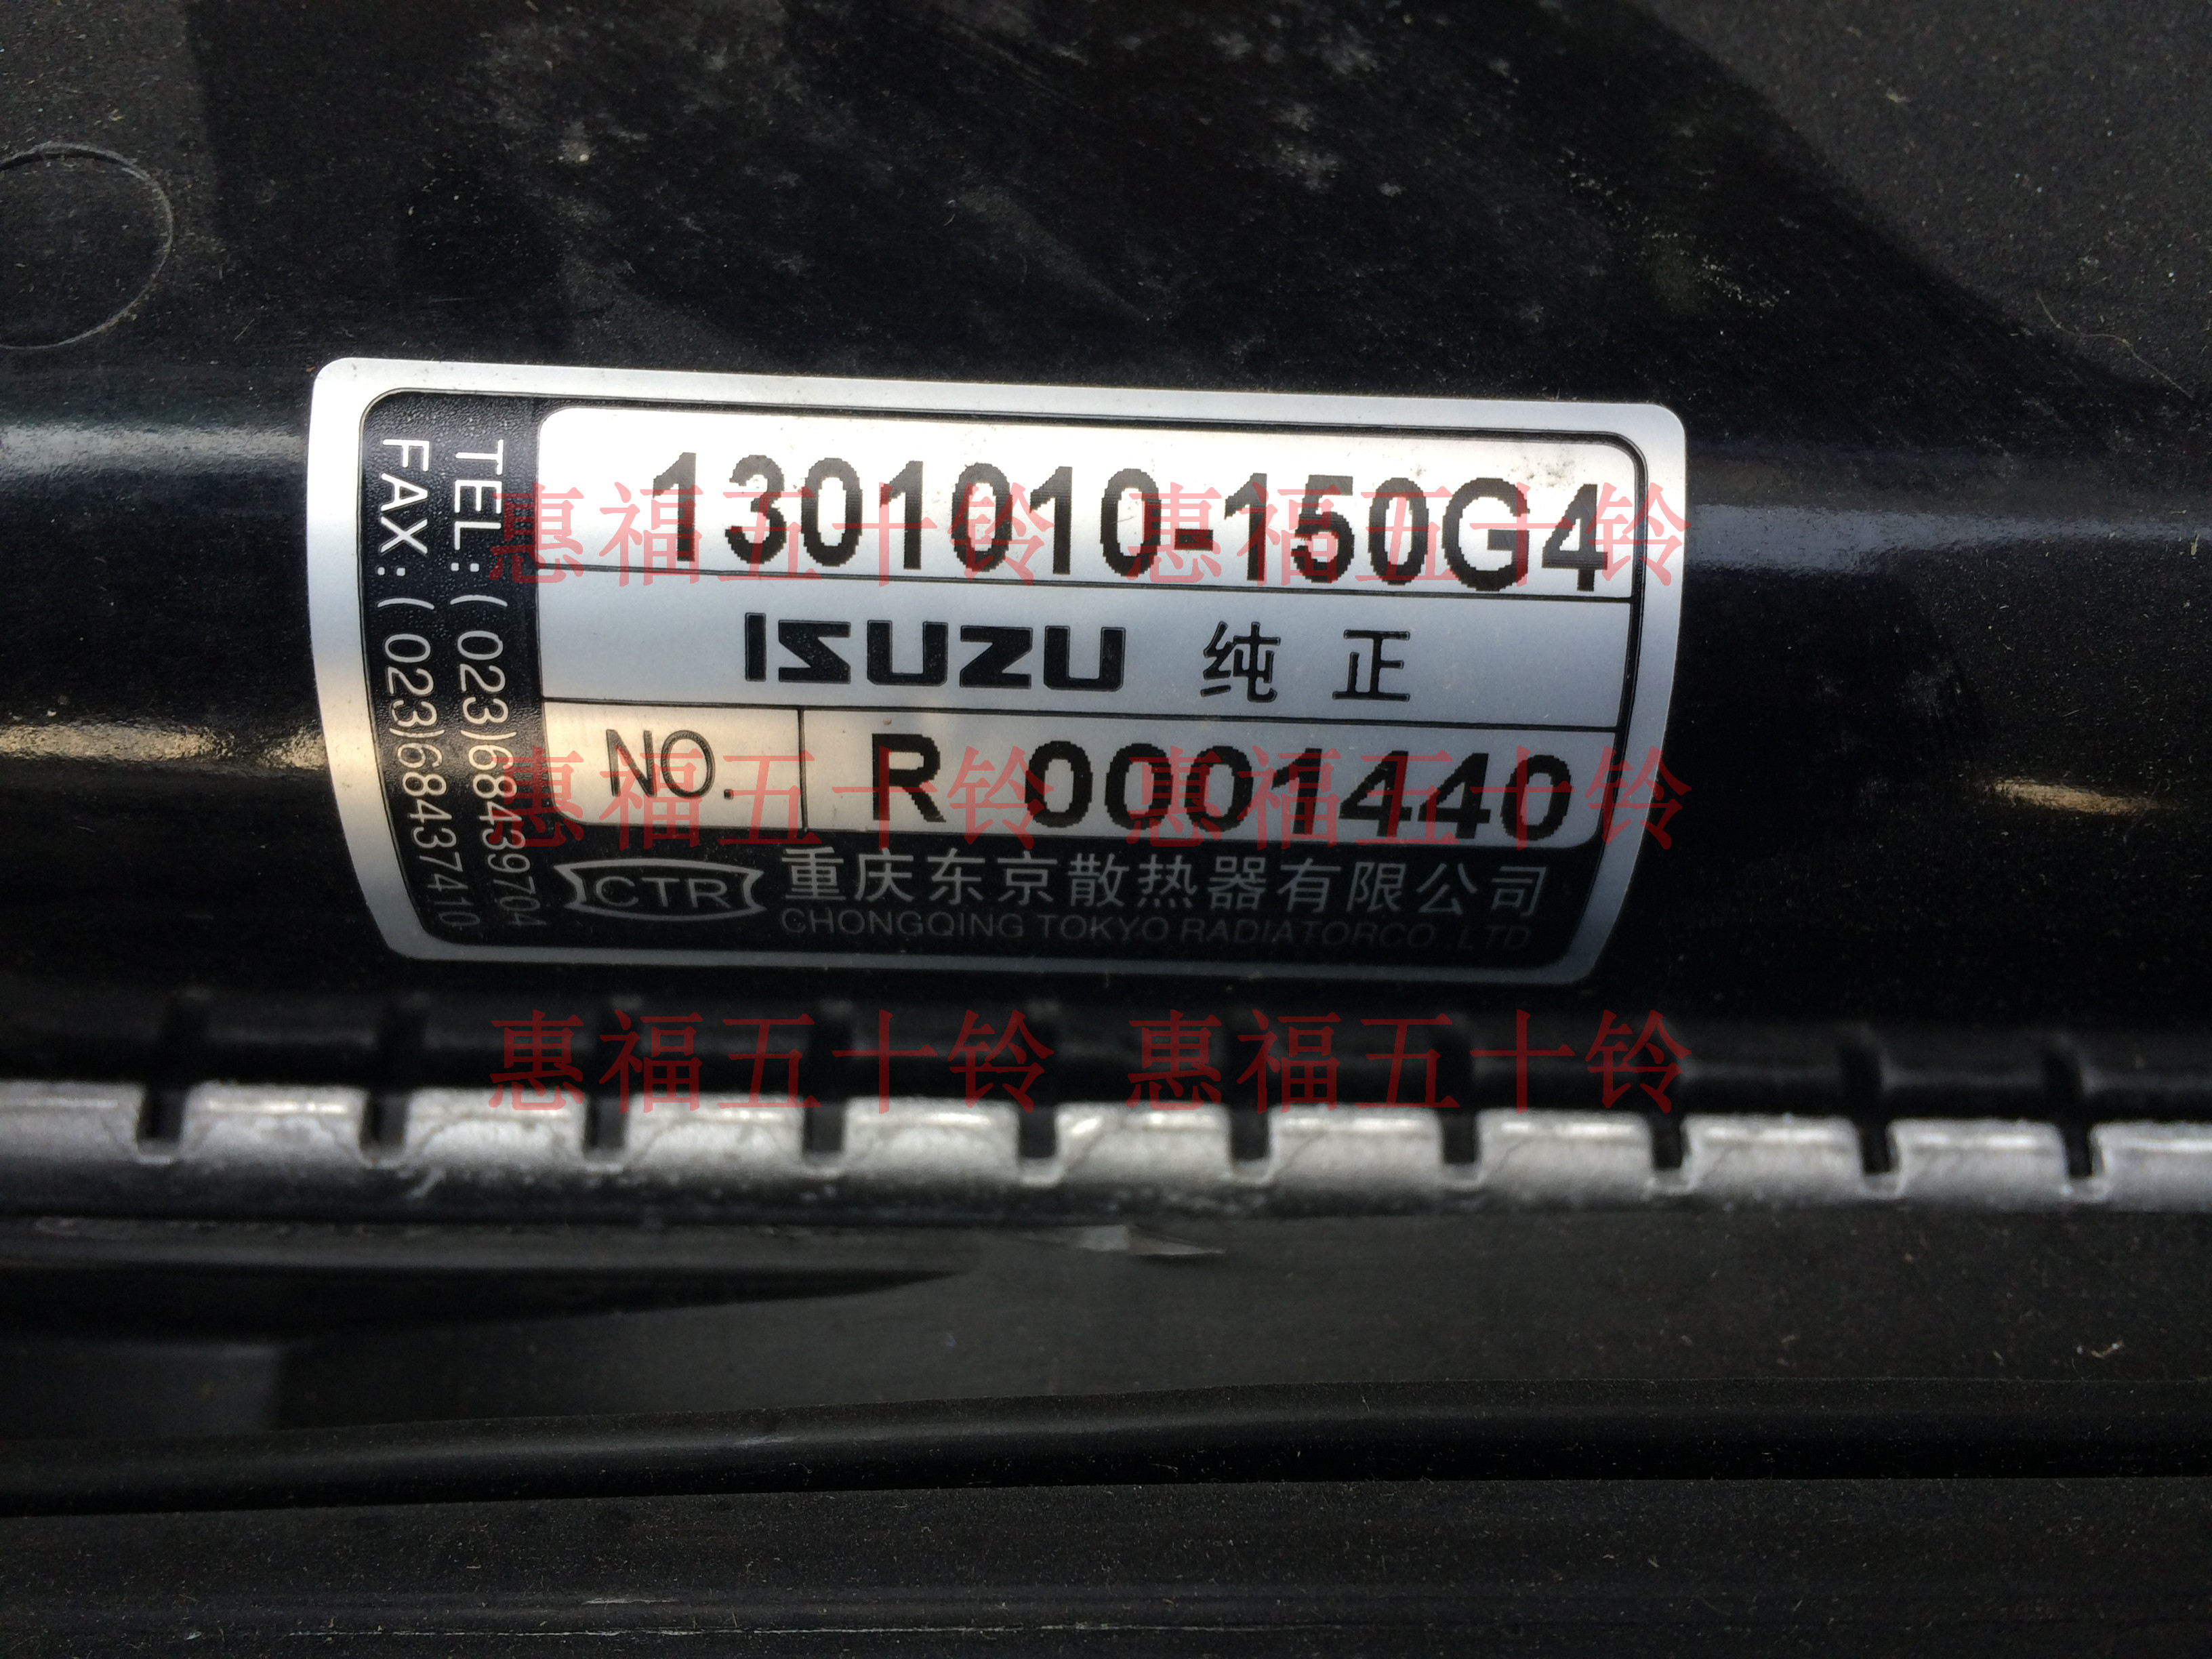 1301010-150G4
ISUZU 纯正
NO. R 0001440
CTR 重庆东京散热器有限公司
CHONGQING TOKYO RADIATORCO.,LTD
TEL:(023)68439704
FAX:(023)68437410
惠福五十铃 惠福五十铃
惠福五十铃 惠福五十铃
惠福五十铃 惠福五十铃